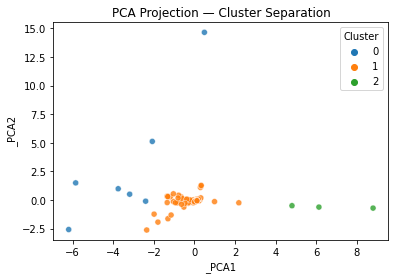 PCA Projection — Cluster Separation
Cluster
0
1
2
15.0
12.5
10.0
7.5
5.0
2.5
0.0
−2.5
_PCA2
−6 −4 −2 0 2 4 6 8
_PCA1